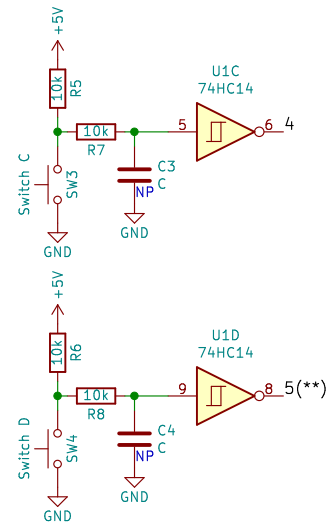 +5V
10k
R5
U1C
74HC14
10k
R7
5
6
4
Switch C
SW3
C3
C
NP
GND
GND
+5V
10k
R6
U1D
74HC14
10k
R8
9
8
5(**)
Switch D
SW4
C4
C
NP
GND
GND